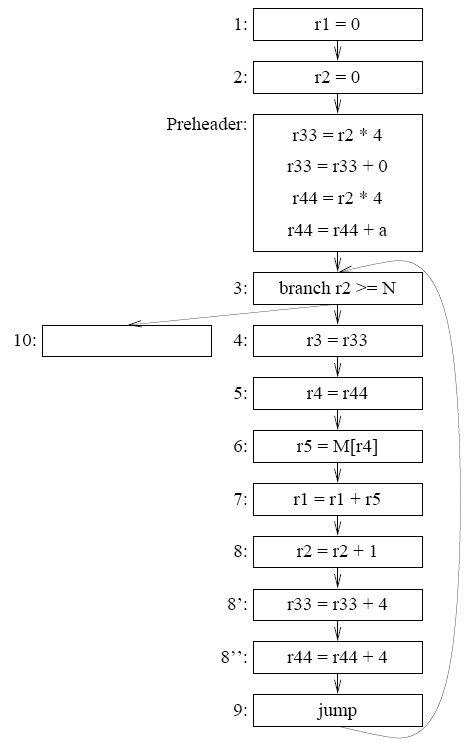 1: r1 = 0
2: r2 = 0
Preheader:
r33 = r2 * 4
r33 = r33 + 0
r44 = r2 * 4
r44 = r44 + a
3: branch r2 >= N
10:
4: r3 = r33
5: r4 = r44
6: r5 = M[r4]
7: r1 = r1 + r5
8: r2 = r2 + 1
8’: r33 = r33 + 4
8’’: r44 = r44 + 4
9: jump